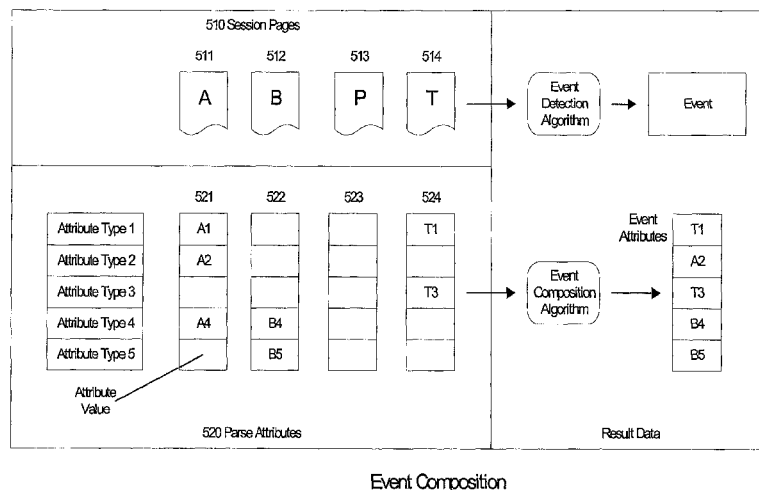 510 Session Pages
511 512 513 514
A B P T
Event
Detection
Algorithm
Event
521 522 523 524
Attribute Type 1 A1 T1
Attribute Type 2 A2
Attribute Type 3 T3
Attribute Type 4 A4 B4
Attribute Type 5 B5
Attribute
Value
Event
Composition
Algorithm
Event
Attributes
T1
A2
T3
B4
B5
520 Parse Attributes
Result Data
Event Composition